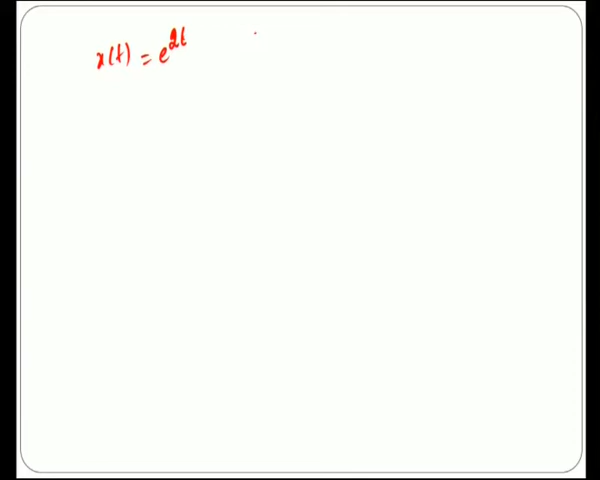 x(t) = e^{2t}